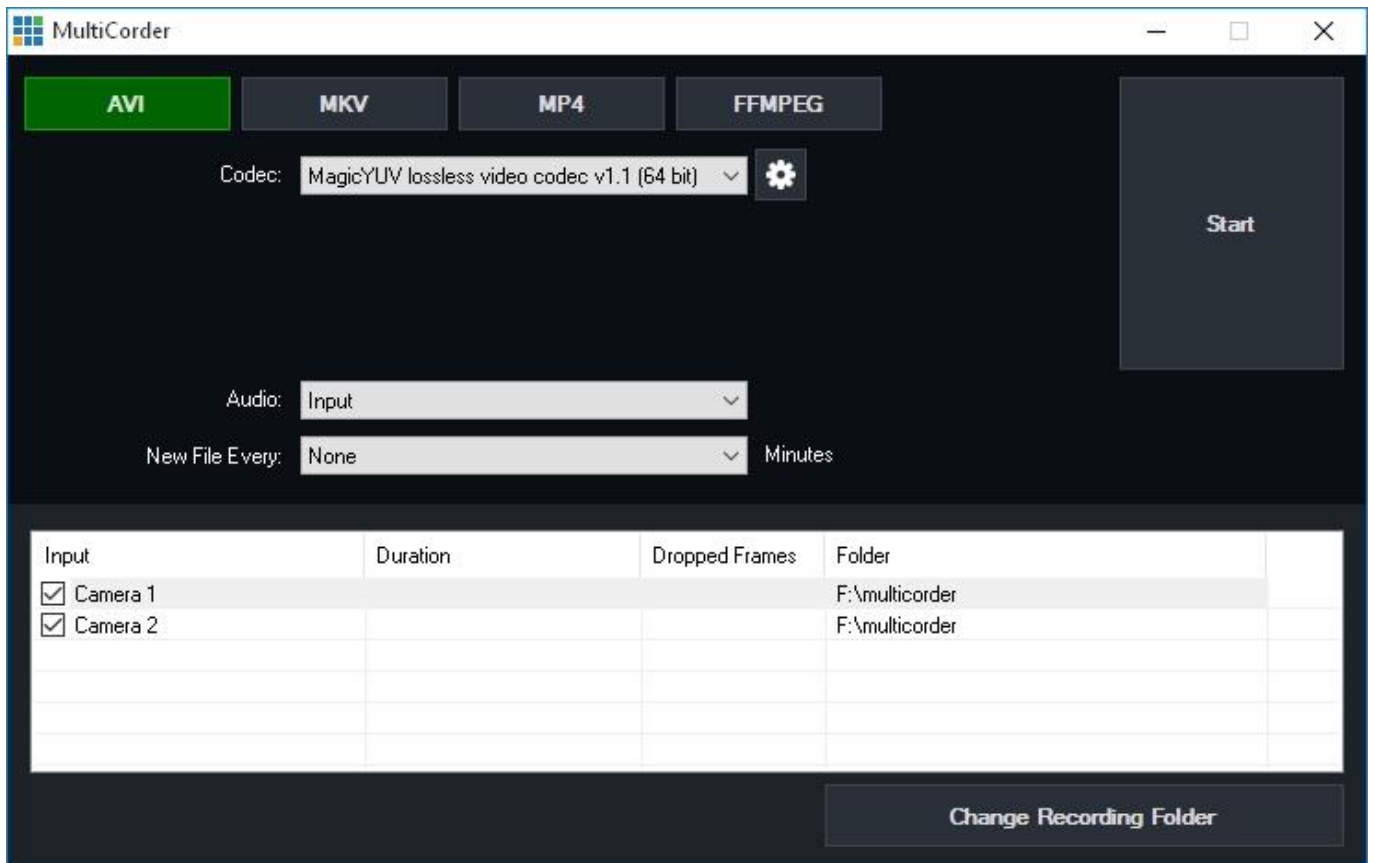 MultiCorder
AVI MKV MP4 FFMPEG
Codec: MagicYUV lossless video codec v1.1 (64 bit)
Start
Audio: Input
New File Every: None Minutes
Input Duration Dropped Frames Folder
Camera 1 F:\multicorder
Camera 2 F:\multicorder
Change Recording Folder